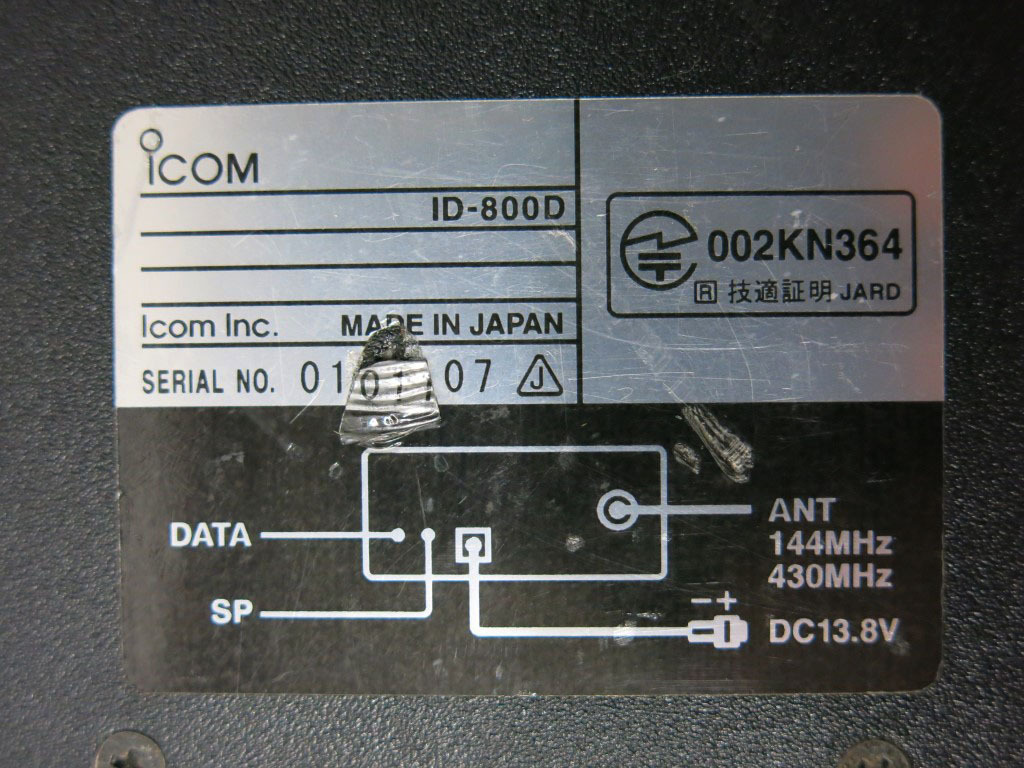 ICOM
ID-800D
Icom Inc. MADE IN JAPAN
SERIAL NO. 0101107 J
002KN364
R 技適証明 JARD
DATA
SP
ANT
144MHz
430MHz
− +
DC13.8V